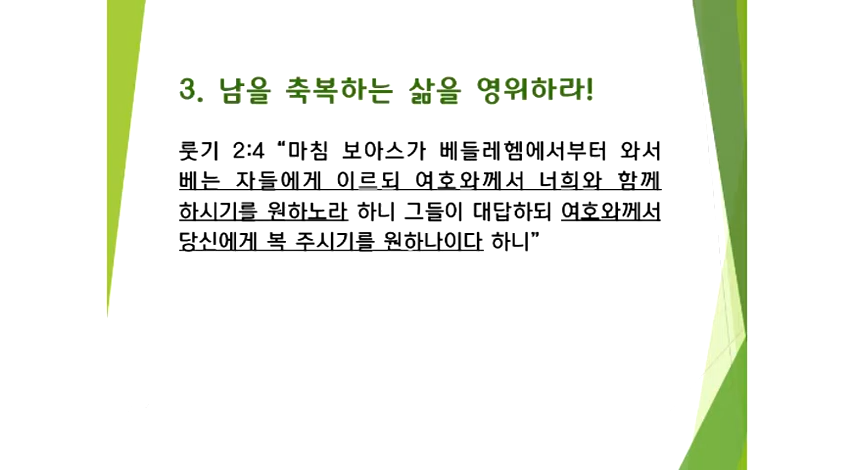 3. 남을 축복하는 삶을 영위하라!
룻기 2:4 “마침 보아스가 베들레헴에서부터 와서
베는 자들에게 이르되 여호와께서 너희와 함께
하시기를 원하노라 하니 그들이 대답하되 여호와께서
당신에게 복 주시기를 원하나이다 하니”